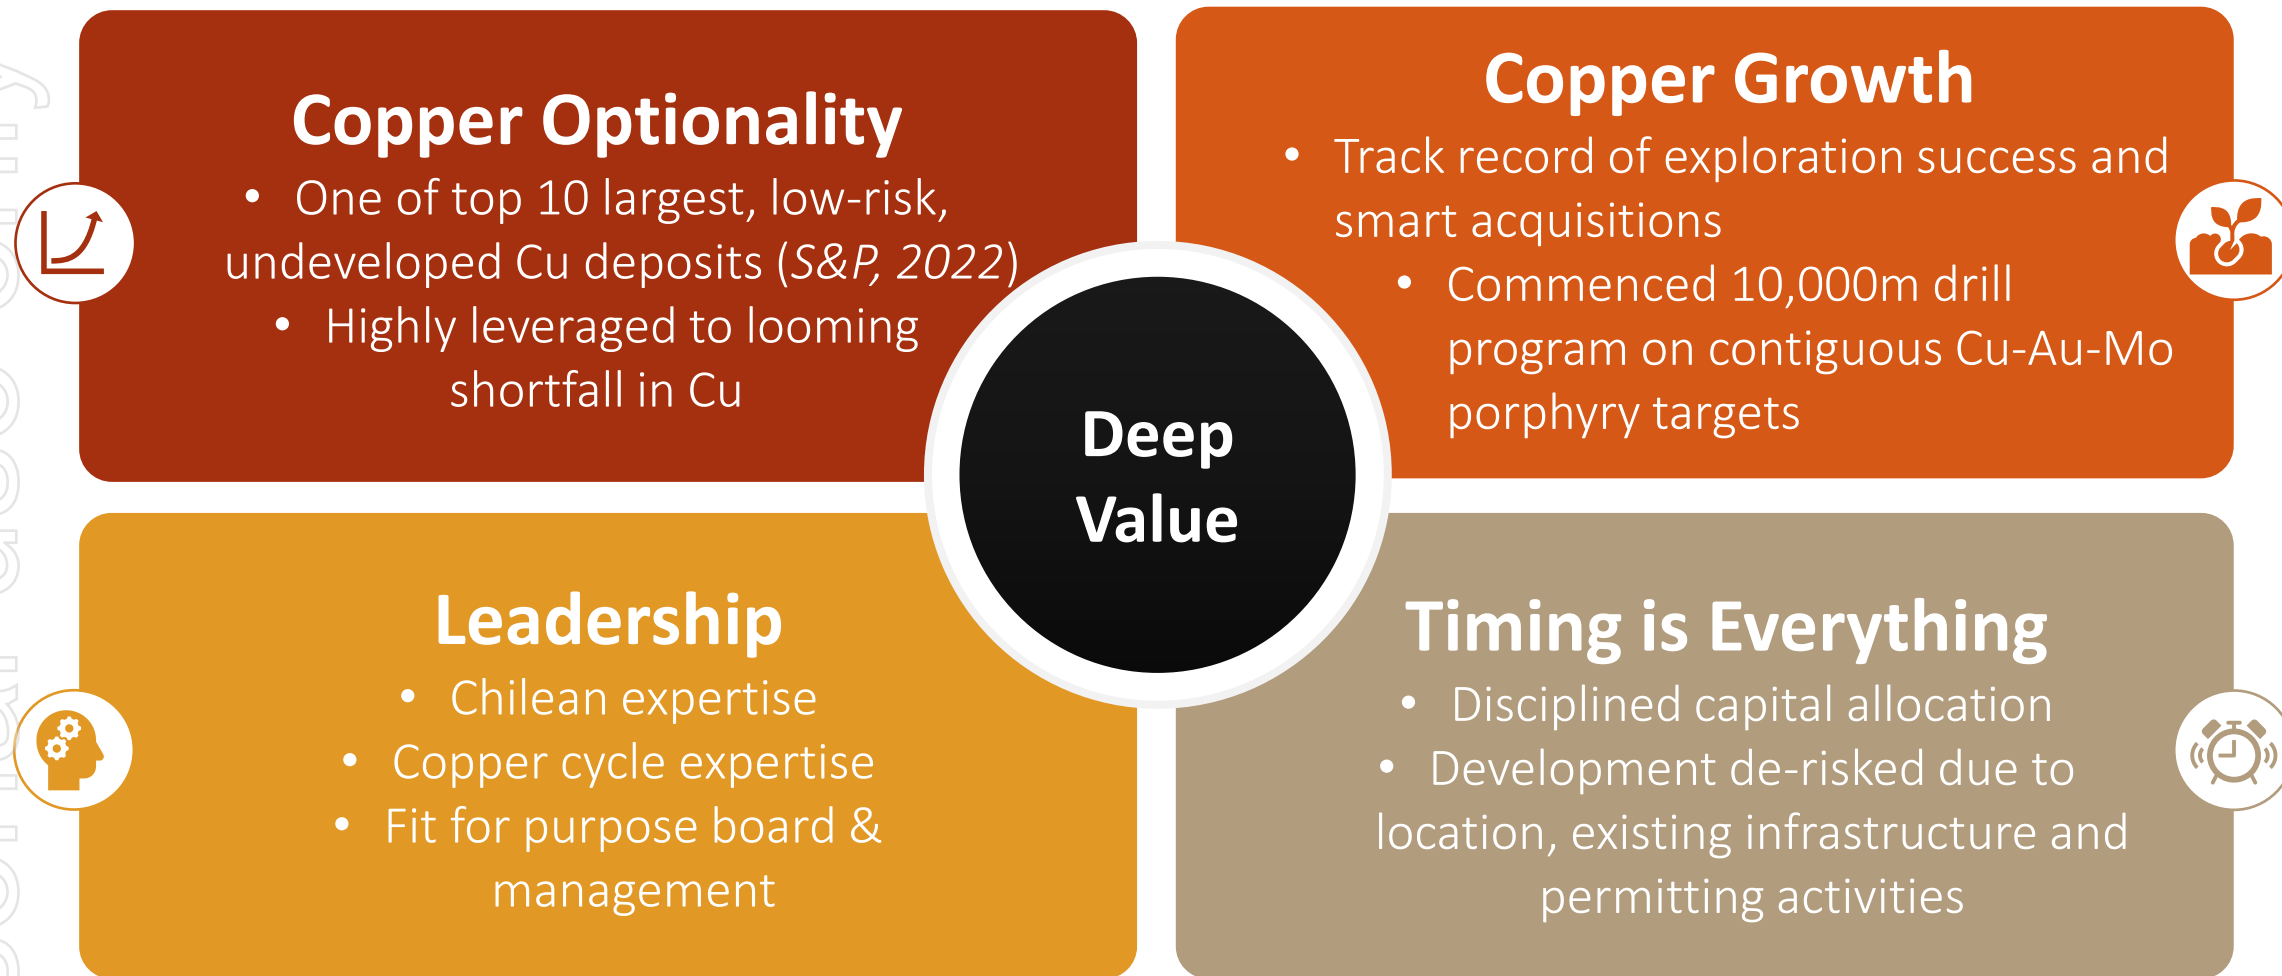 Copper Optionality
• One of top 10 largest, low-risk,
undeveloped Cu deposits (S&P, 2022)
• Highly leveraged to looming
shortfall in Cu
Copper Growth
• Track record of exploration success and
smart acquisitions
• Commenced 10,000m drill
program on contiguous Cu-Au-Mo
porphyry targets
Deep
Value
Leadership
• Chilean expertise
• Copper cycle expertise
• Fit for purpose board &
management
Timing is Everything
• Disciplined capital allocation
• Development de-risked due to
location, existing infrastructure and
permitting activities